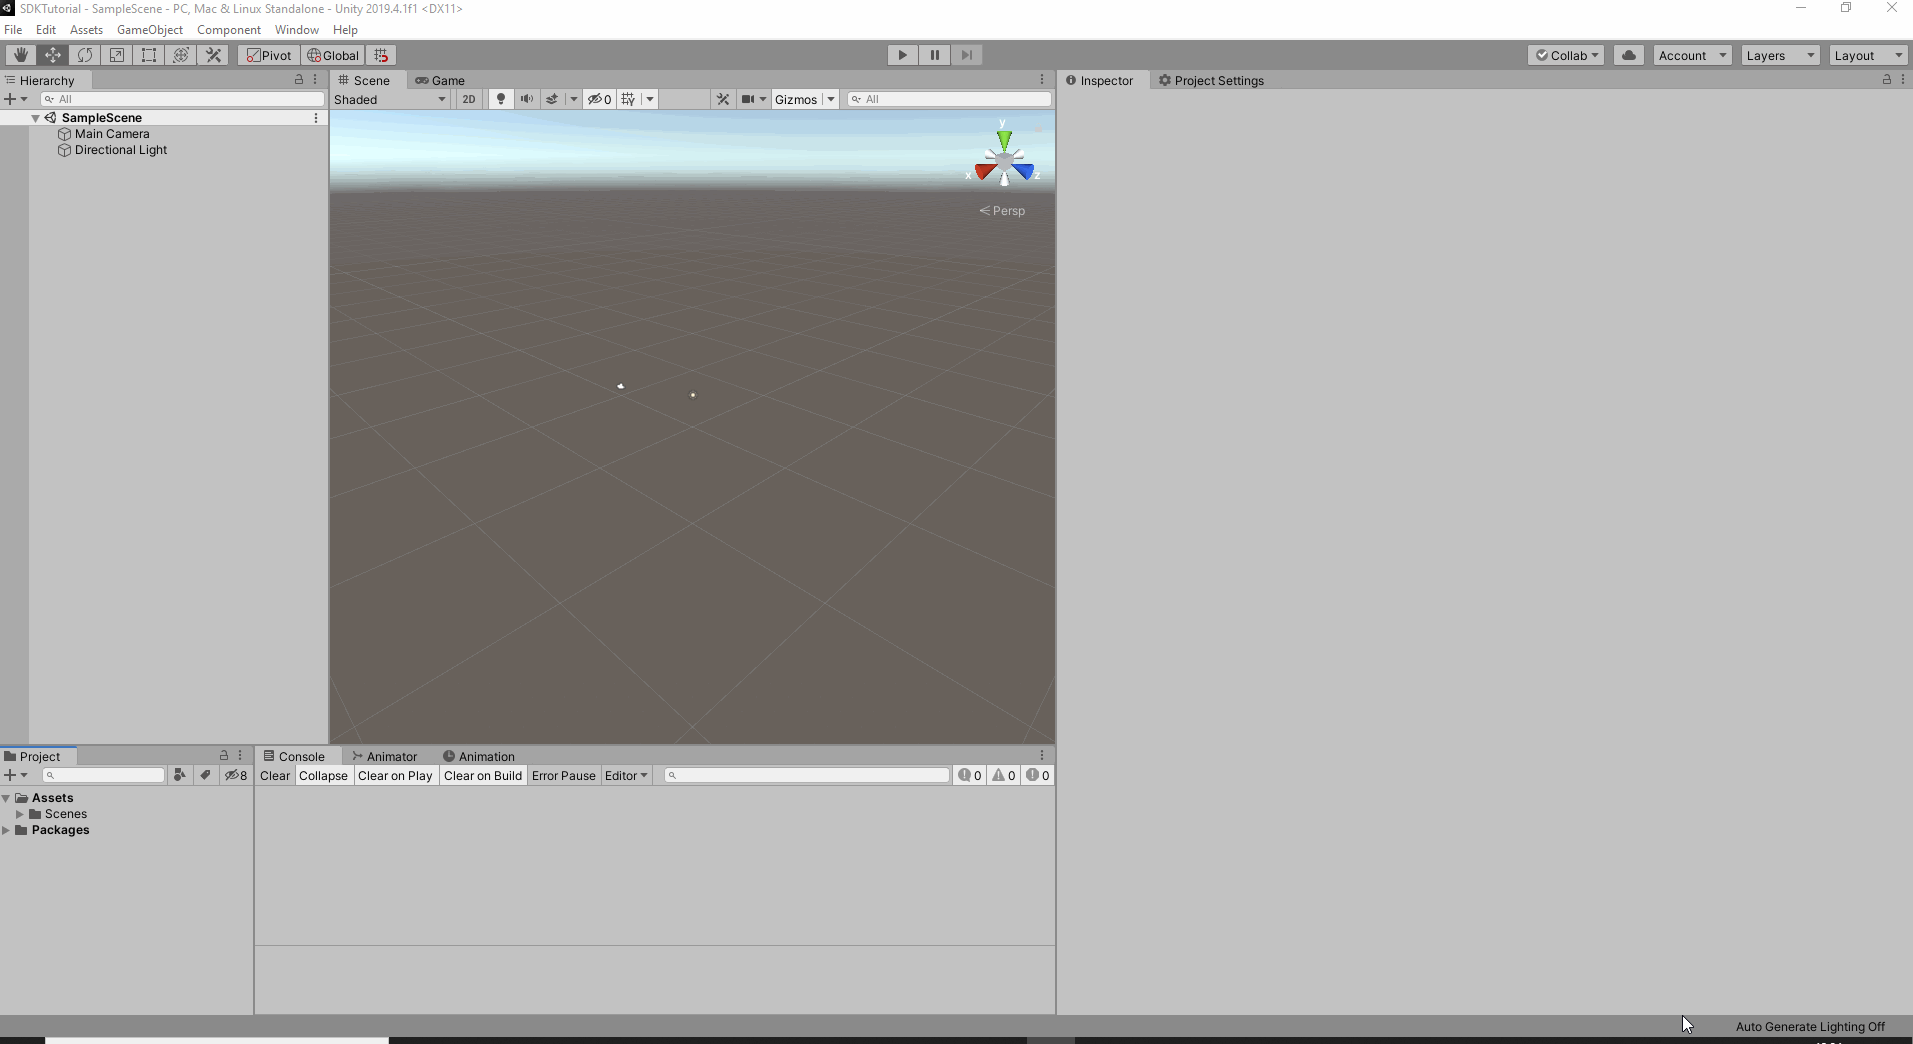 SDKTutorial - SampleScene - PC, Mac & Linux Standalone - Unity 2019.4.1f1 <DX11>
File Edit Assets GameObject Component Window Help
Pivot Global Collab Account Layers Layout
Hierarchy Scene Game Inspector Project Settings
All Shaded 2D 0 Gizmos All
SampleScene
Main Camera
Directional Light
y
x z
Persp
Project Console Animator Animation
8 Clear Collapse Clear on Play Clear on Build Error Pause Editor 0 0 0
Assets
Scenes
Packages
Auto Generate Lighting Off